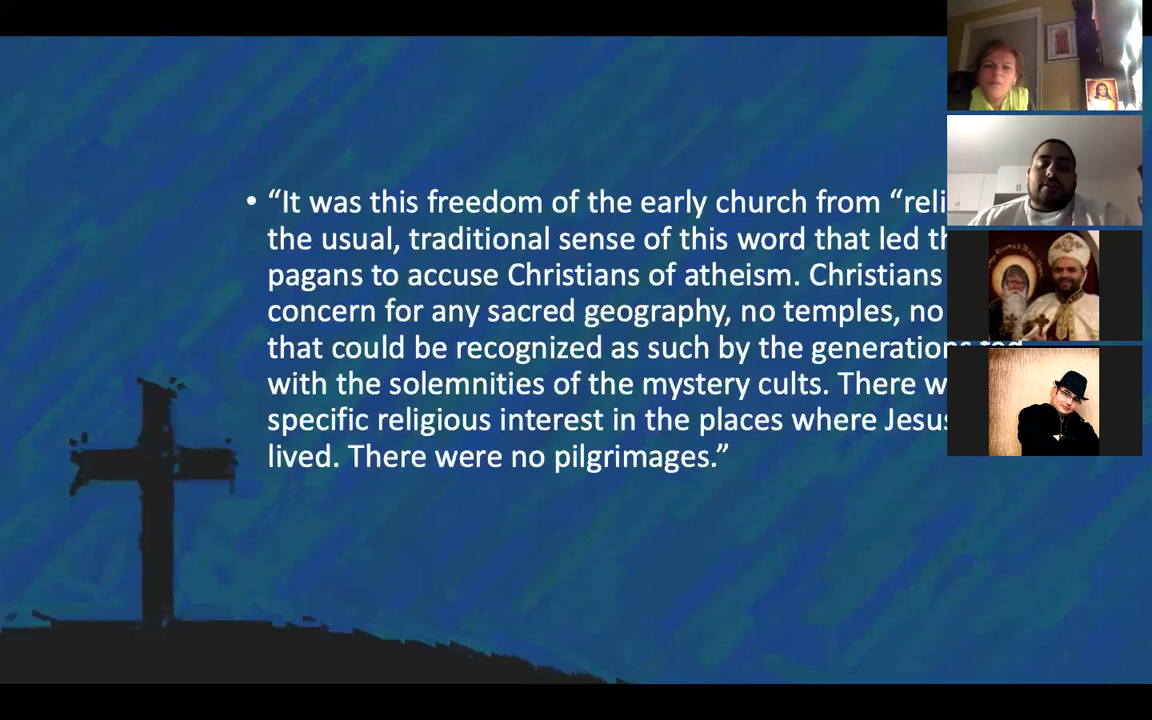 • “It was this freedom of the early church from “reli
the usual, traditional sense of this word that led th
pagans to accuse Christians of atheism. Christians
concern for any sacred geography, no temples, no
that could be recognized as such by the generations fed
with the solemnities of the mystery cults. There w
specific religious interest in the places where Jesus
lived. There were no pilgrimages.”